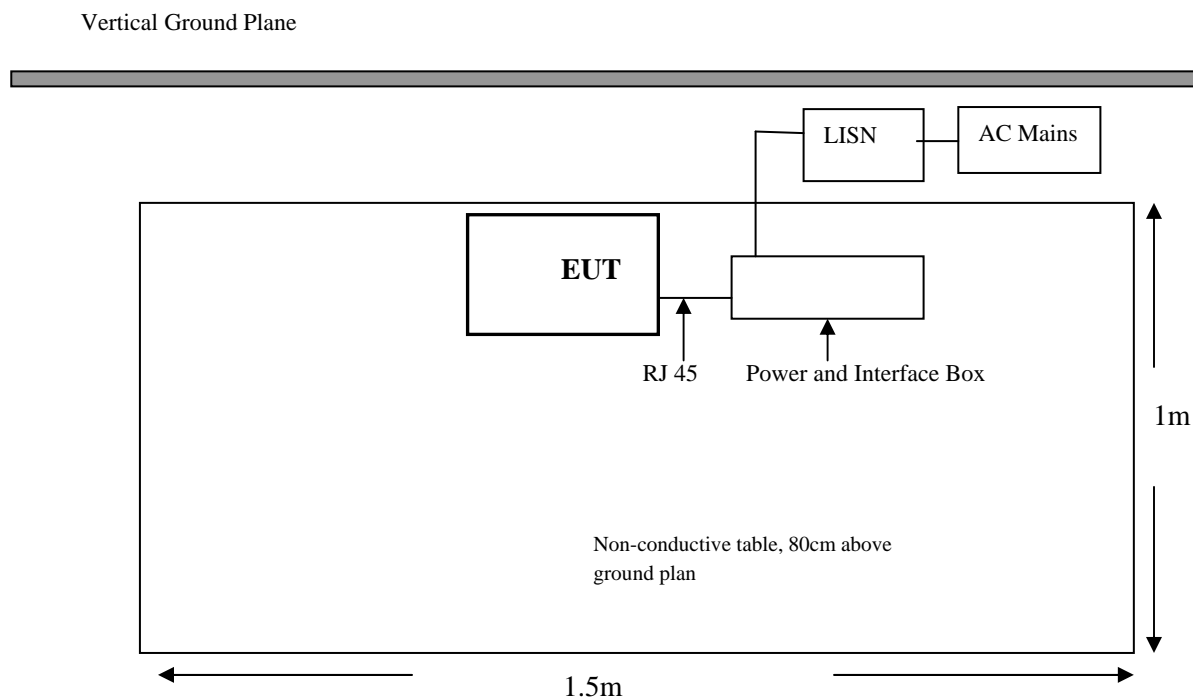 Vertical Ground Plane
LISN
AC Mains
EUT
RJ 45
Power and Interface Box
1m
Non-conductive table, 80cm above
ground plan
1.5m